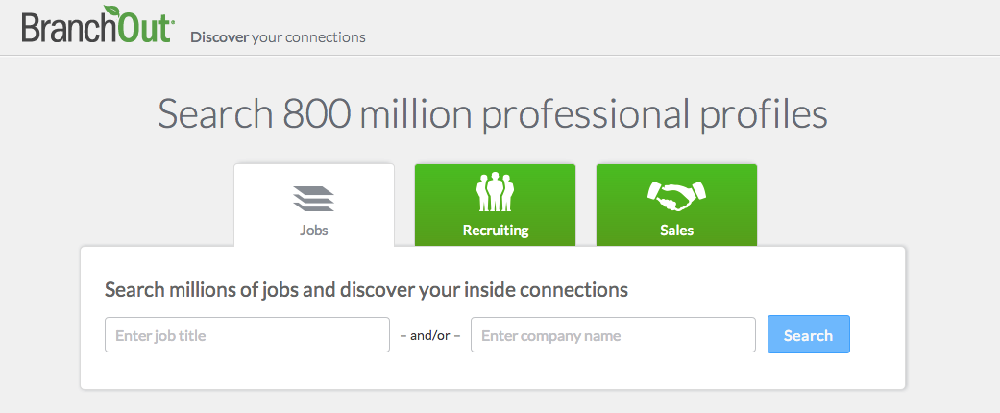 BranchOut®
Discover your connections
Search 800 million professional profiles
Jobs
Recruiting
Sales
Search millions of jobs and discover your inside connections
Enter job title – and/or – Enter company name Search